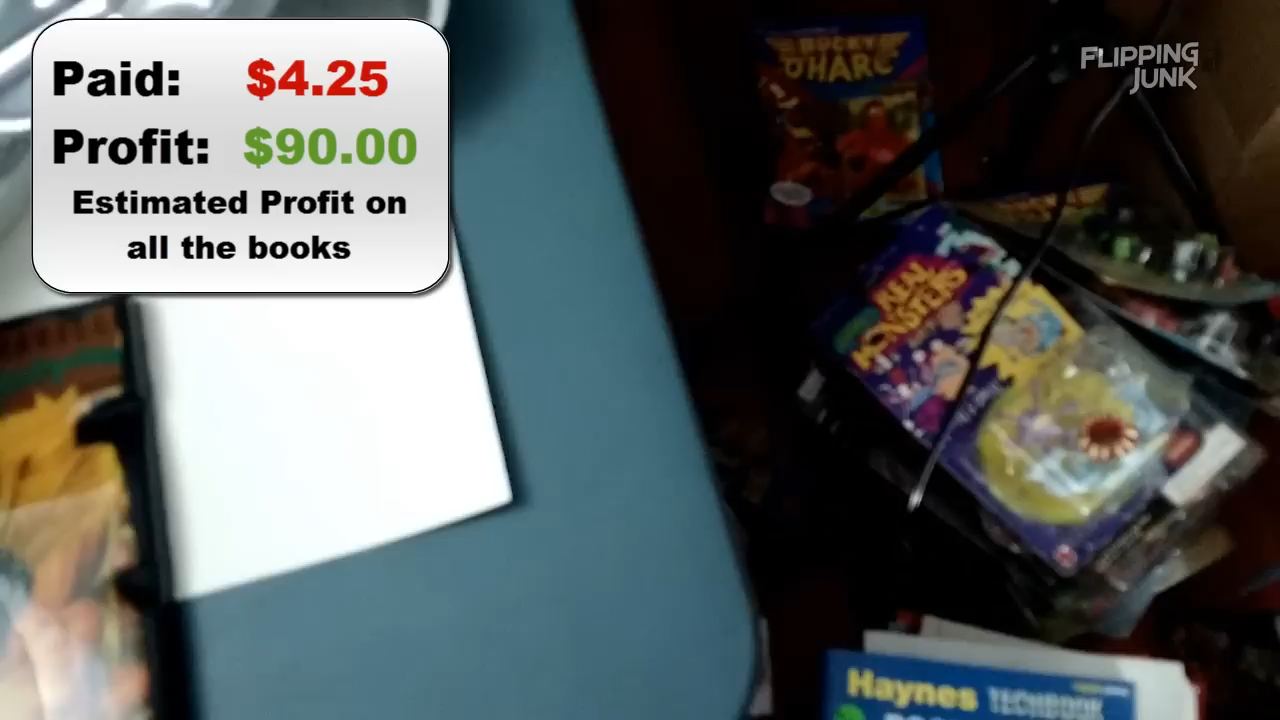 Paid: $4.25
Profit: $90.00
Estimated Profit on
all the books
FLIPPING
JUNK
BUCKY
O'HARE
REAL
MONSTERS
Haynes TECHBOOK